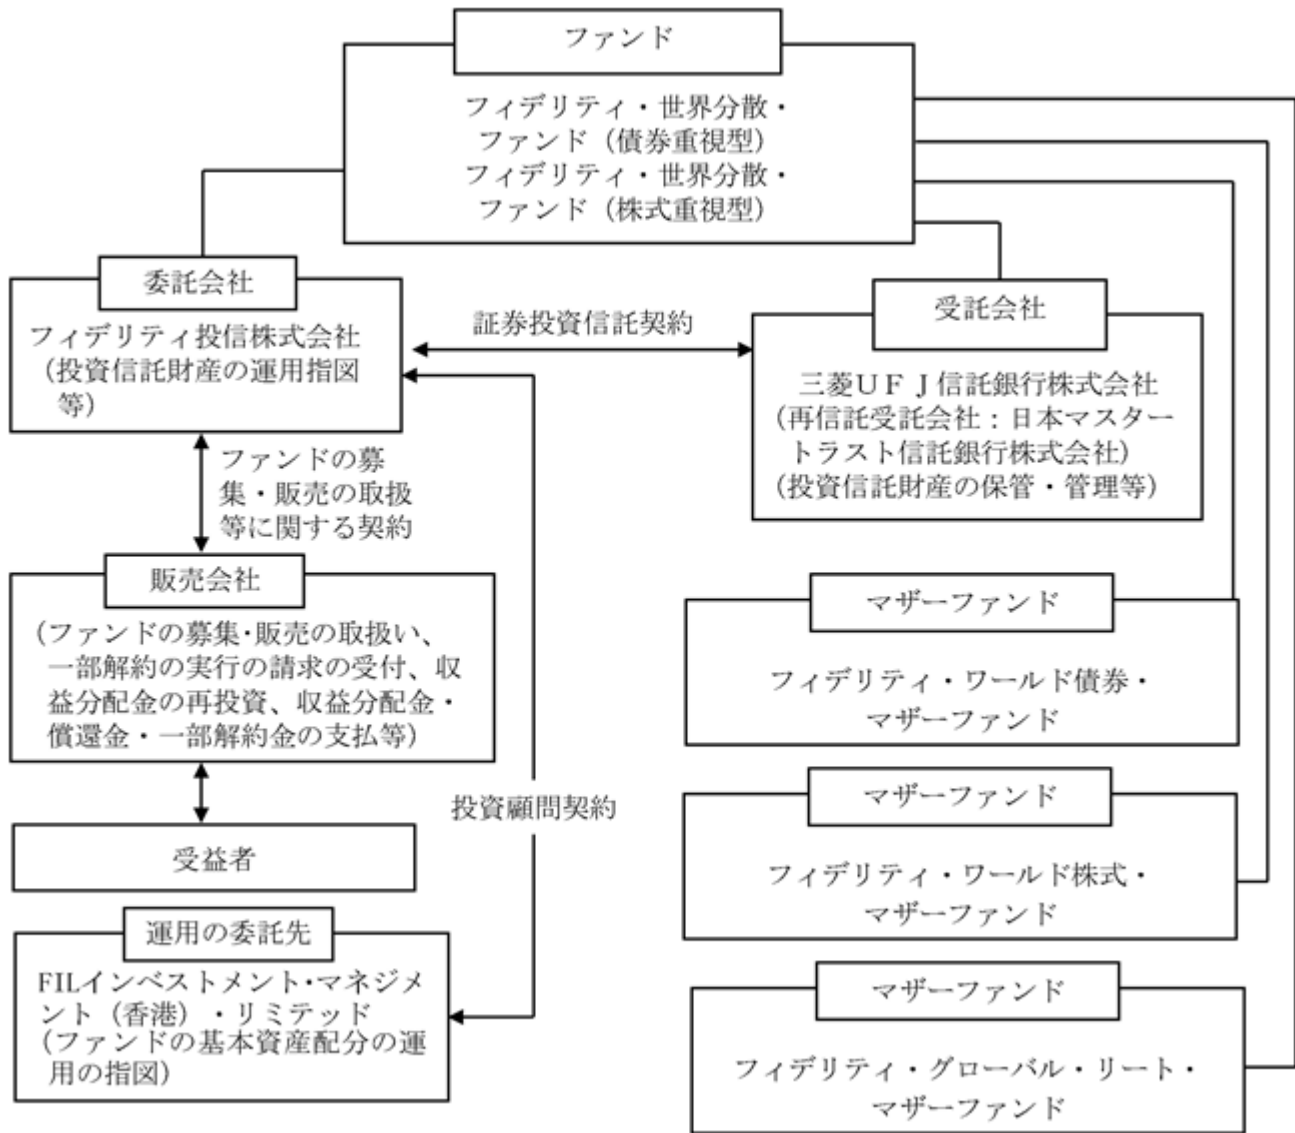 ファンド
フィデリティ・世界分散・
ファンド（債券重視型）
フィデリティ・世界分散・
ファンド（株式重視型）
委託会社
フィデリティ投信株式会社
（投資信託財産の運用指図
等）
証券投資信託契約
受託会社
三菱ＵＦＪ信託銀行株式会社
（再信託受託会社：日本マスター
トラスト信託銀行株式会社）
（投資信託財産の保管・管理等）
ファンドの募
集・販売の取扱
等に関する契約
販売会社
（ファンドの募集･販売の取扱い、
一部解約の実行の請求の受付、収
益分配金の再投資、収益分配金・
償還金・一部解約金の支払等）
投資顧問契約
受益者
運用の委託先
FILインベストメント･マネジメ
ント（香港）・リミテッド
（ファンドの基本資産配分の運
用の指図）
マザーファンド
フィデリティ・ワールド債券・
マザーファンド
マザーファンド
フィデリティ・ワールド株式・
マザーファンド
マザーファンド
フィデリティ・グローバル・リート・
マザーファンド